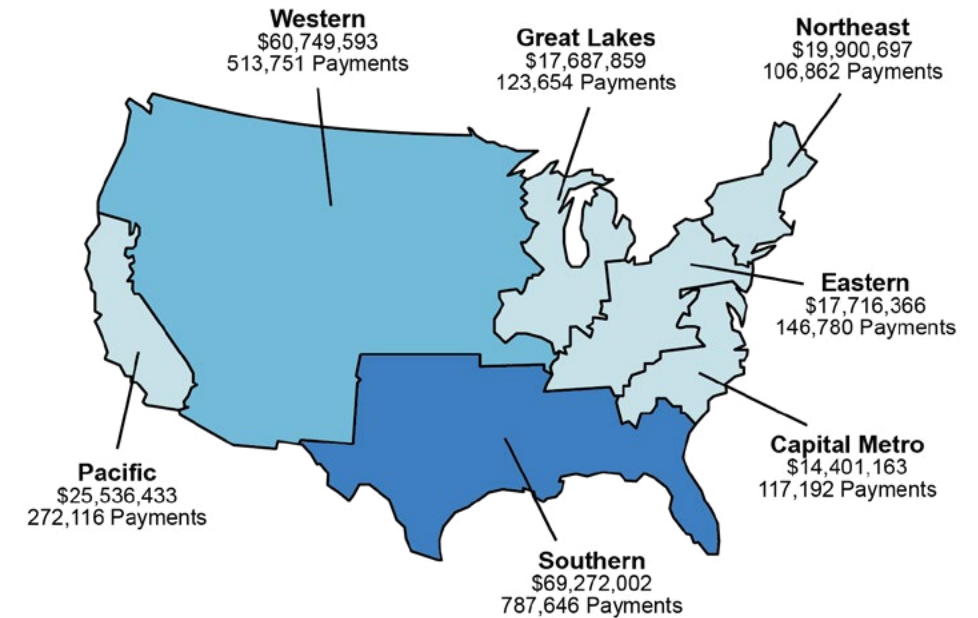 Western
$60,749,593
513,751 Payments
Great Lakes
$17,687,859
123,654 Payments
Northeast
$19,900,697
106,862 Payments
Eastern
$17,716,366
146,780 Payments
Capital Metro
$14,401,163
117,192 Payments
Pacific
$25,536,433
272,116 Payments
Southern
$69,272,002
787,646 Payments